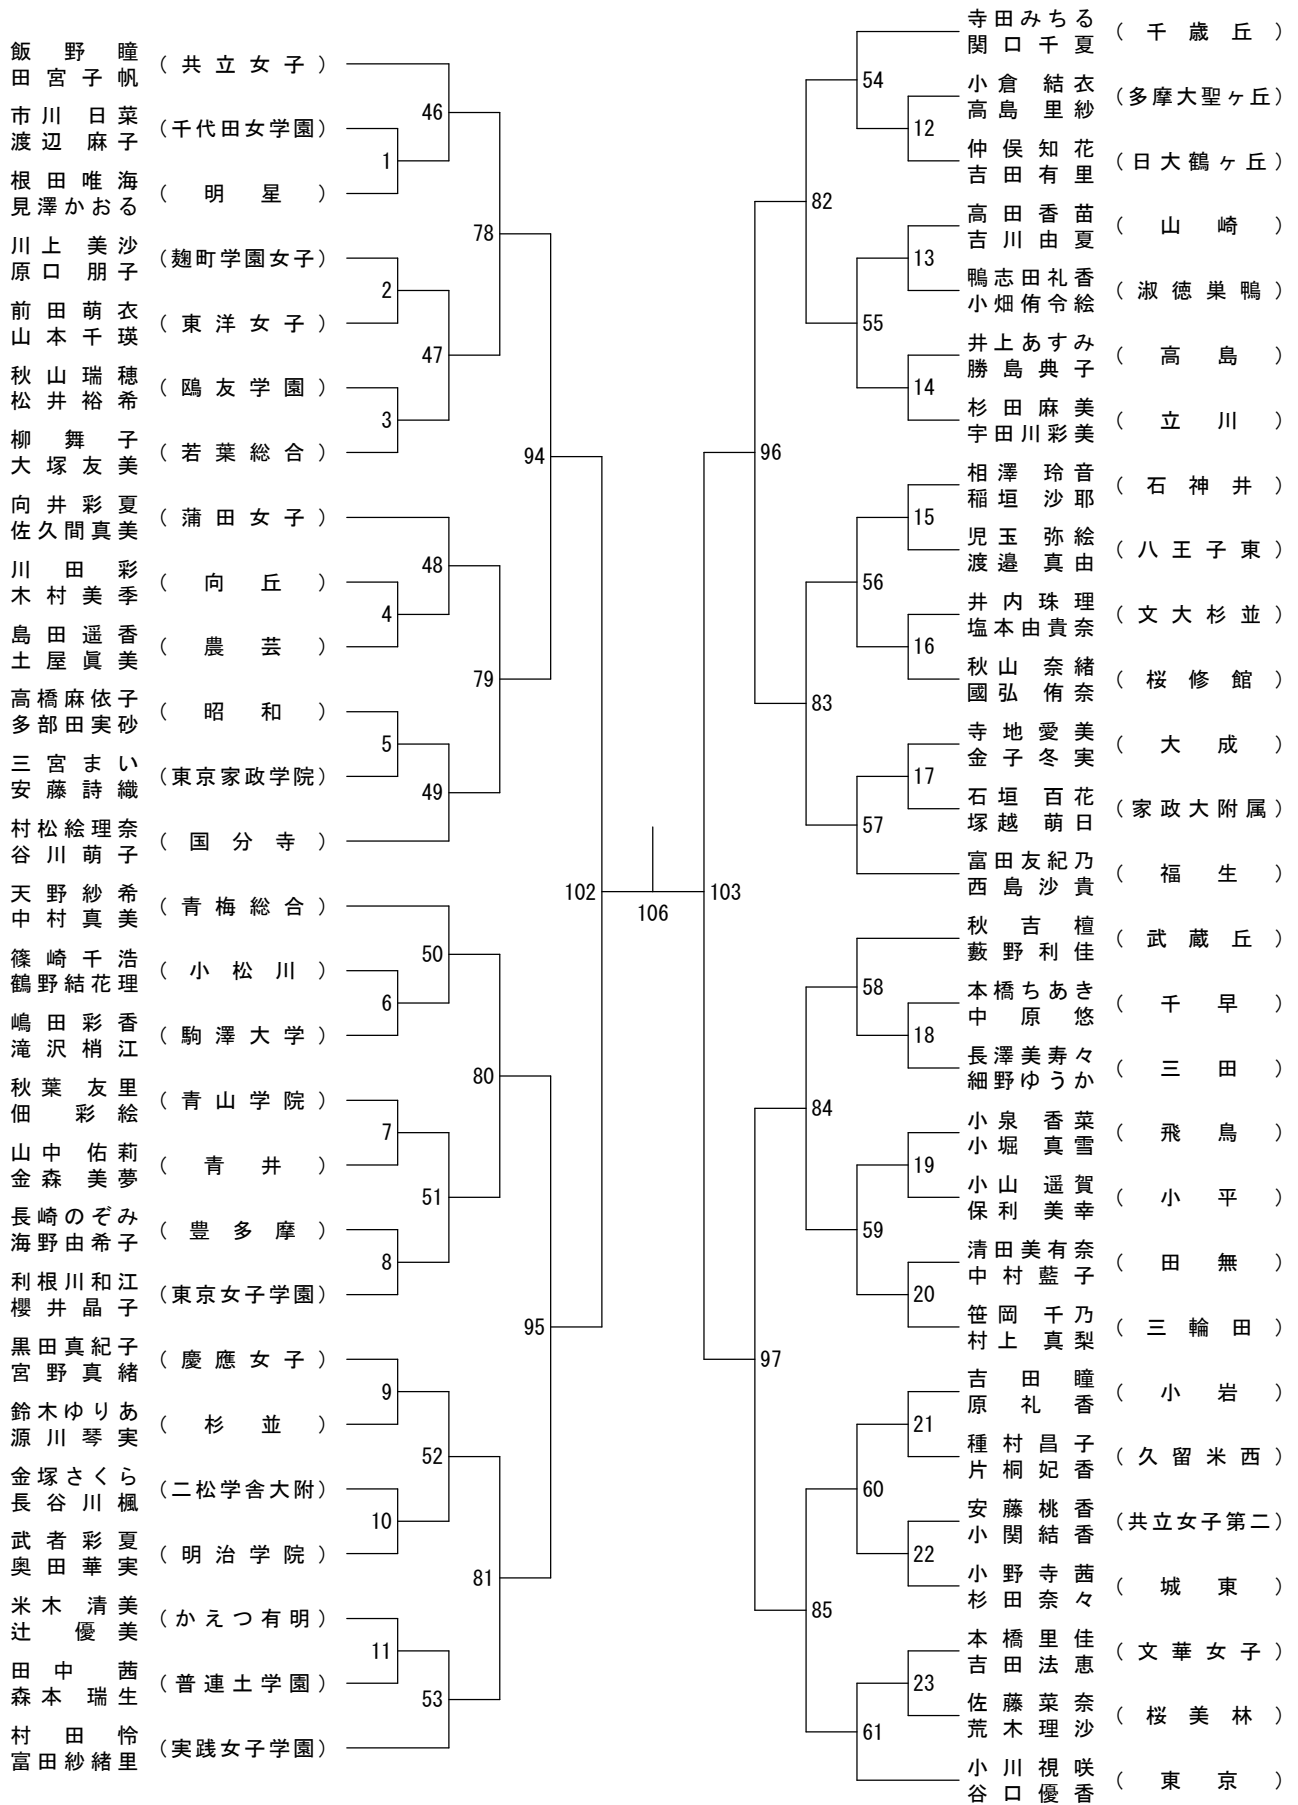 飯野瞳
田宮子帆
（共立女子）
市川日菜
渡辺麻子
（千代田女学園）
根田唯海
見澤かおる
（明星）
川上美沙
原口朋子
（麹町学園女子）
前田萌衣
山本千瑛
（東洋女子）
秋山瑞穂
松井裕希
（鴎友学園）
柳舞子
大塚友美
（若葉総合）
向井彩夏
佐久間真美
（蒲田女子）
川田彩
木村美季
（向丘）
島田遥香
土屋眞美
（農芸）
高橋麻依子
多部田実砂
（昭和）
三宮まい
安藤詩織
（東京家政学院）
村松絵理奈
谷川萌子
（国分寺）
天野紗希
中村真美
（青梅総合）
篠崎千浩
鶴野結花理
（小松川）
嶋田彩香
滝沢梢江
（駒澤大学）
秋葉友里
佃彩絵
（青山学院）
山中佑莉
金森美夢
（青井）
長崎のぞみ
海野由希子
（豊多摩）
利根川和江
櫻井晶子
（東京女子学園）
黒田真紀子
宮野真緒
（慶應女子）
鈴木ゆりあ
源川琴実
（杉並）
金塚さくら
長谷川楓
（二松学舎大附）
武者彩夏
奥田華実
（明治学院）
米木清美
辻優美
（かえつ有明）
田中茜
森本瑞生
（普連土学園）
村田怜
富田紗緒里
（実践女子学園）
1
2
3
4
5
6
7
8
9
10
11
46
47
48
49
50
51
52
53
78
79
80
81
94
95
102
106
103
96
97
82
83
84
85
54
55
56
57
58
59
60
61
12
13
14
15
16
17
18
19
20
21
22
23
寺田みちる
関口千夏
（千歳丘）
小倉結衣
高島里紗
（多摩大聖ヶ丘）
仲俣知花
吉田有里
（日大鶴ヶ丘）
高田香苗
吉川由夏
（山崎）
鴨志田礼香
小畑侑令絵
（淑徳巣鴨）
井上あすみ
勝島典子
（高島）
杉田麻美
宇田川彩美
（立川）
相澤玲音
稲垣沙耶
（石神井）
児玉弥絵
渡邉真由
（八王子東）
井内珠理
塩本由貴奈
（文大杉並）
秋山奈緒
國弘侑奈
（桜修館）
寺地愛美
金子冬実
（大成）
石垣百花
塚越萌日
（家政大附属）
富田友紀乃
西島沙貴
（福生）
秋吉檀
藪野利佳
（武蔵丘）
本橋ちあき
中原悠
（千早）
長澤美寿々
細野ゆうか
（三田）
小泉香菜
小堀真雪
（飛鳥）
小山遥賀
保利美幸
（小平）
清田美有奈
中村藍子
（田無）
笹岡千乃
村上真梨
（三輪田）
吉田瞳
原礼香
（小岩）
種村昌子
片桐妃香
（久留米西）
安藤桃香
小関結香
（共立女子第二）
小野寺茜
杉田奈々
（城東）
本橋里佳
吉田法恵
（文華女子）
佐藤菜奈
荒木理沙
（桜美林）
小川視咲
谷口優香
（東京）